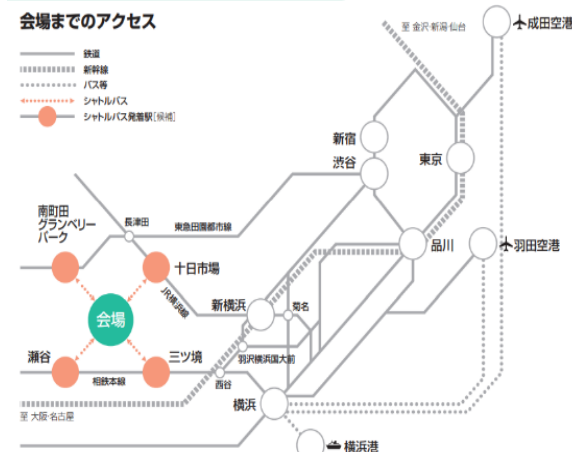 会場までのアクセス
鉄道
新幹線
バス等
シャトルバス
シャトルバス発着駅[候補]
至 金沢・新潟・仙台
成田空港
新宿
渋谷
東京
南町田
グランベリー
パーク
長津田
東急田園都市線
品川
羽田空港
十日市場
JR横浜線
新横浜
菊名
会場
羽沢横浜国大前
瀬谷
三ツ境
相鉄本線
西谷
横浜
至 大阪・名古屋
横浜港